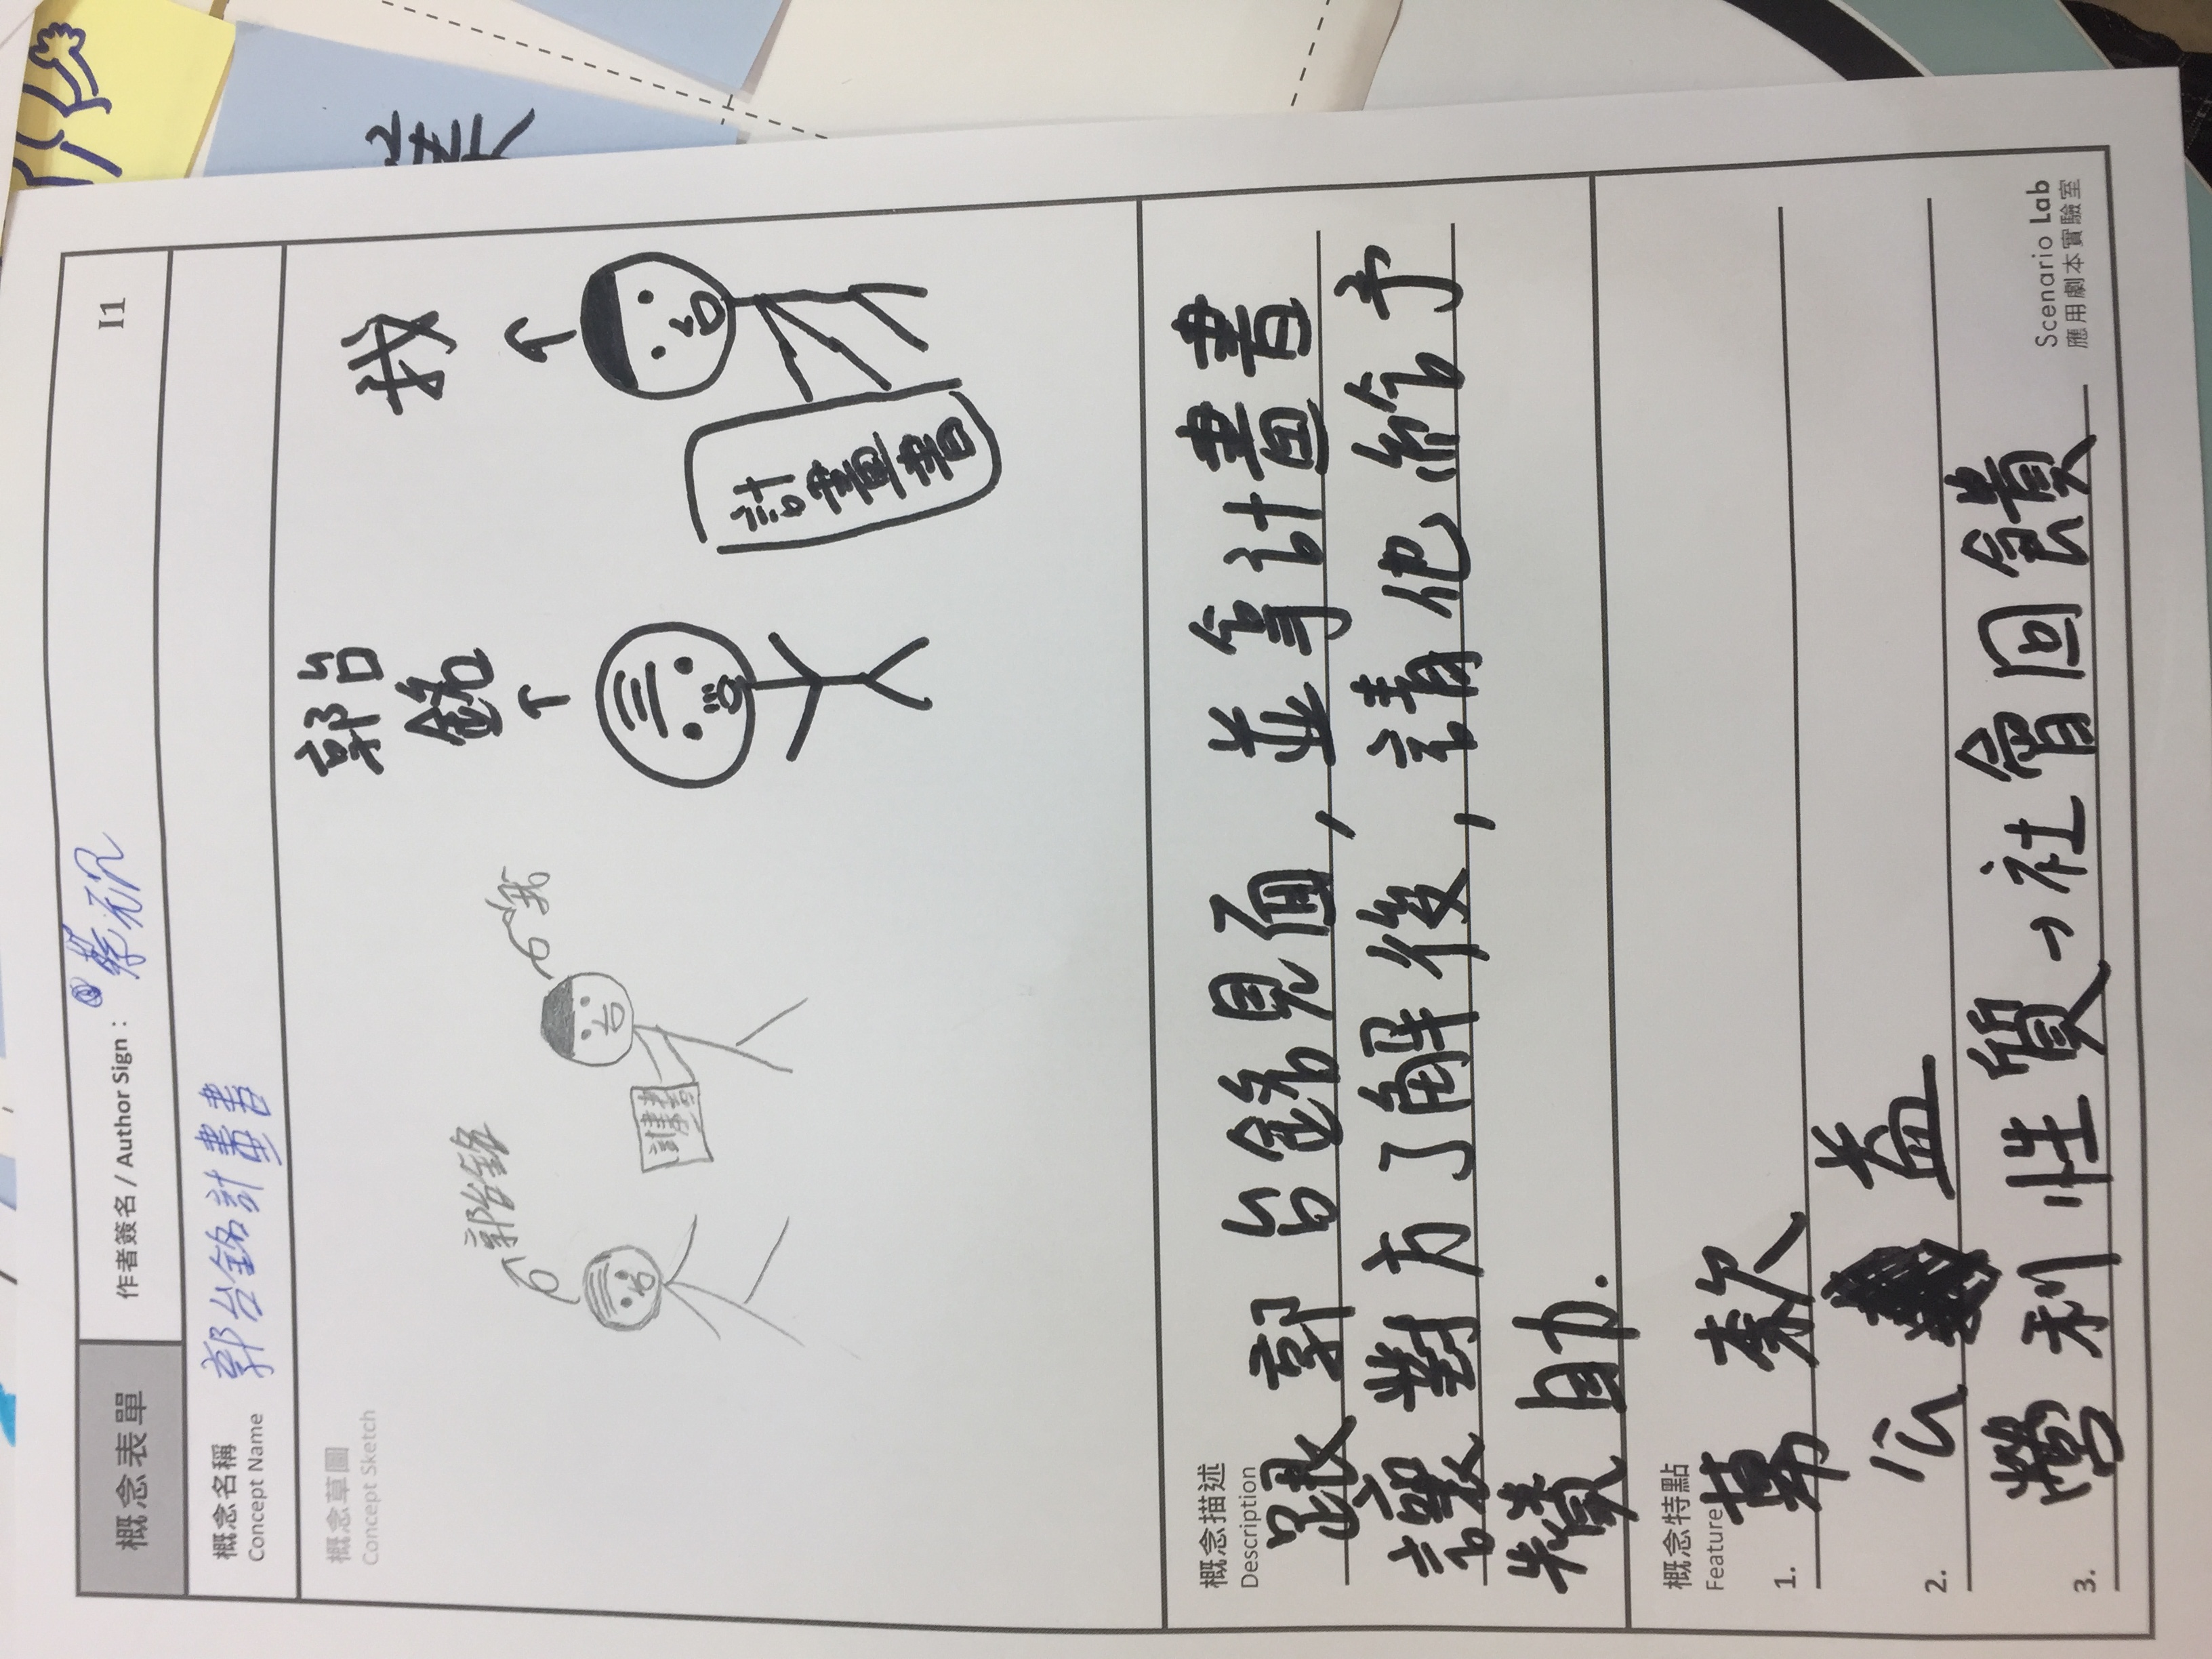 概念表單
作者簽名 / Author Sign：
I1
概念名稱
Concept Name
郭台銘計畫書
概念草圖
Concept Sketch
郭台銘
我
計畫書
郭台
銘
我
計畫書
美
概念描述
Description
跟郭台銘見面,並拿計畫書
讓對方了解後,請他給予
贊助.
概念特點
Feature
1. 募款
2. 公益
3. 營利性質→社會回饋
Scenario Lab
應用劇本實驗室